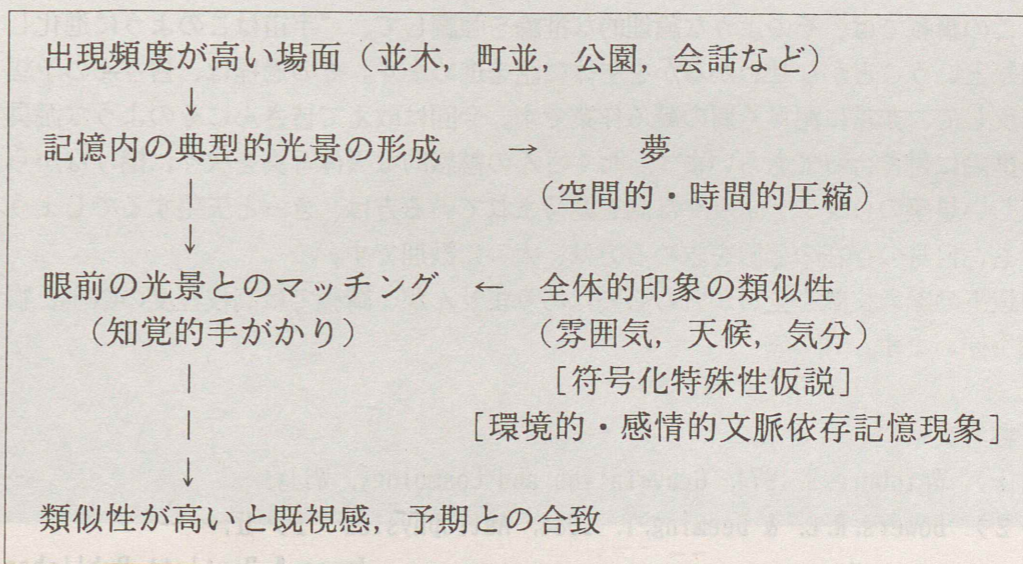 出現頻度が高い場面（並木，町並，公園，会話など）
↓
記憶内の典型的光景の形成　→　夢
（空間的・時間的圧縮）
↓
眼前の光景とのマッチング　←　全体的印象の類似性
（知覚的手がかり）　（雰囲気，天候，気分）
［符号化特殊性仮説］
［環境的・感情的文脈依存記憶現象］
↓
類似性が高いと既視感，予期との合致